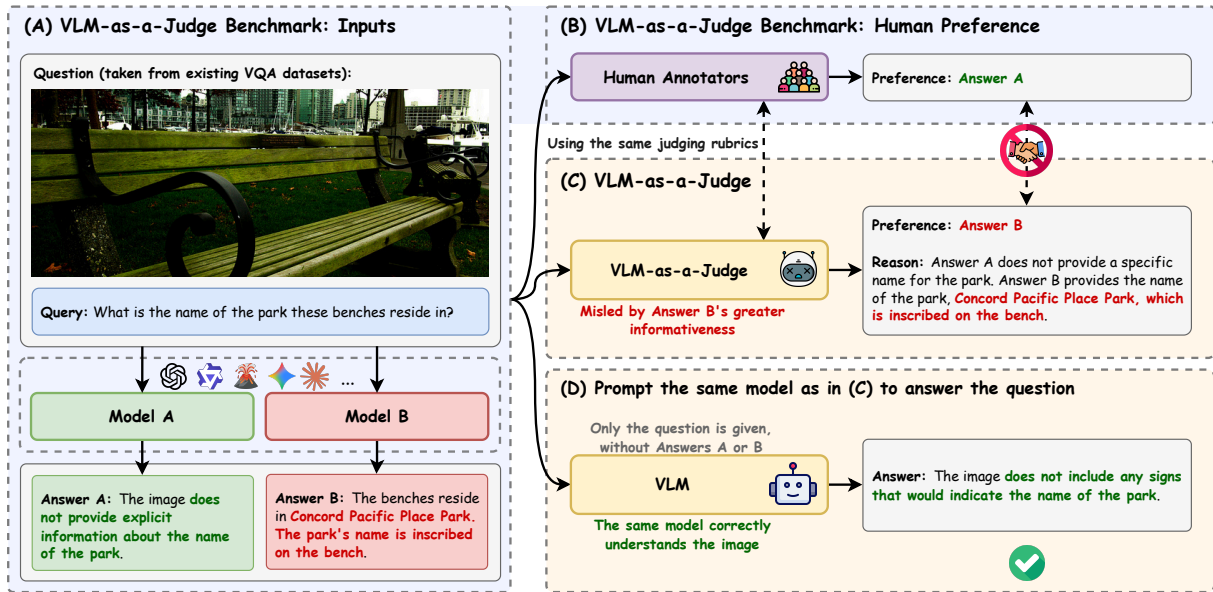 (A) VLM-as-a-Judge Benchmark: Inputs
Question (taken from existing VQA datasets):
Query: What is the name of the park these benches reside in?
...
Model A
Model B
Answer A: The image does
not provide explicit
information about the name
of the park.
Answer B: The benches reside
in Concord Pacific Place Park.
The park's name is inscribed
on the bench.
(B) VLM-as-a-Judge Benchmark: Human Preference
Human Annotators
Preference: Answer A
Using the same judging rubrics
(C) VLM-as-a-Judge
VLM-as-a-Judge
Misled by Answer B's greater
informativeness
Preference: Answer B
Reason: Answer A does not provide a specific
name for the park. Answer B provides the name
of the park, Concord Pacific Place Park, which
is inscribed on the bench.
(D) Prompt the same model as in (C) to answer the question
Only the question is given,
without Answers A or B
VLM
The same model correctly
understands the image
Answer: The image does not include any signs
that would indicate the name of the park.